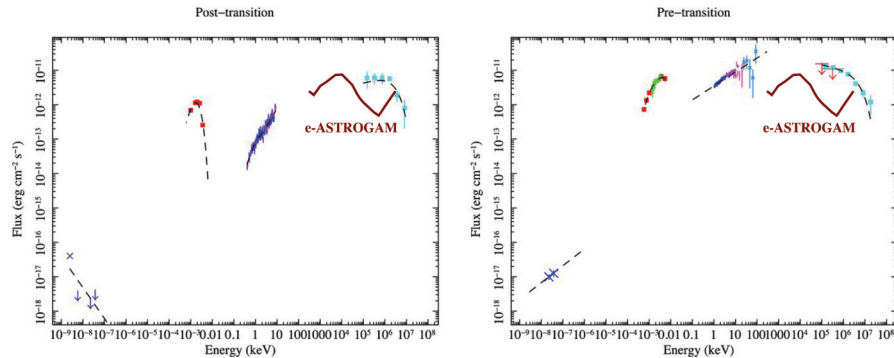 Post−transition
Flux (erg cm⁻² s⁻¹)
10⁻¹¹
10⁻¹²
10⁻¹³
10⁻¹⁴
10⁻¹⁵
10⁻¹⁶
10⁻¹⁷
10⁻¹⁸
e-ASTROGAM
10⁻⁹ 10⁻⁸ 10⁻⁷ 10⁻⁶ 10⁻⁵ 10⁻⁴ 10⁻³ 0.01 0.1 1 10 100 1000 10⁴ 10⁵ 10⁶ 10⁷ 10⁸
Energy (keV)
Pre−transition
Flux (erg cm⁻² s⁻¹)
10⁻¹¹
10⁻¹²
10⁻¹³
10⁻¹⁴
10⁻¹⁵
10⁻¹⁶
10⁻¹⁷
10⁻¹⁸
e-ASTROGAM
10⁻⁹ 10⁻⁸ 10⁻⁷ 10⁻⁶ 10⁻⁵ 10⁻⁴ 10⁻³ 0.01 0.1 1 10 100 1000 10⁴ 10⁵ 10⁶ 10⁷ 10⁸
Energy (keV)